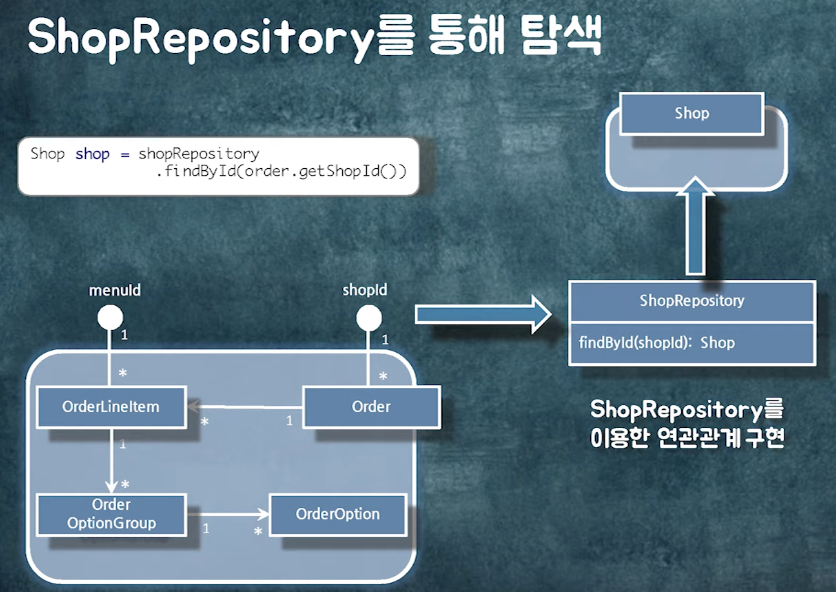 ShopRepository를 통해 탐색
Shop
Shop shop = shopRepository
.findById(order.getShopId())
menuId
shopId
ShopRepository
findById(shopId): Shop
1
1
*
*
OrderLineItem
Order
*
1
ShopRepository를
이용한 연관관계 구현
1
*
Order
OptionGroup
OrderOption
1
*